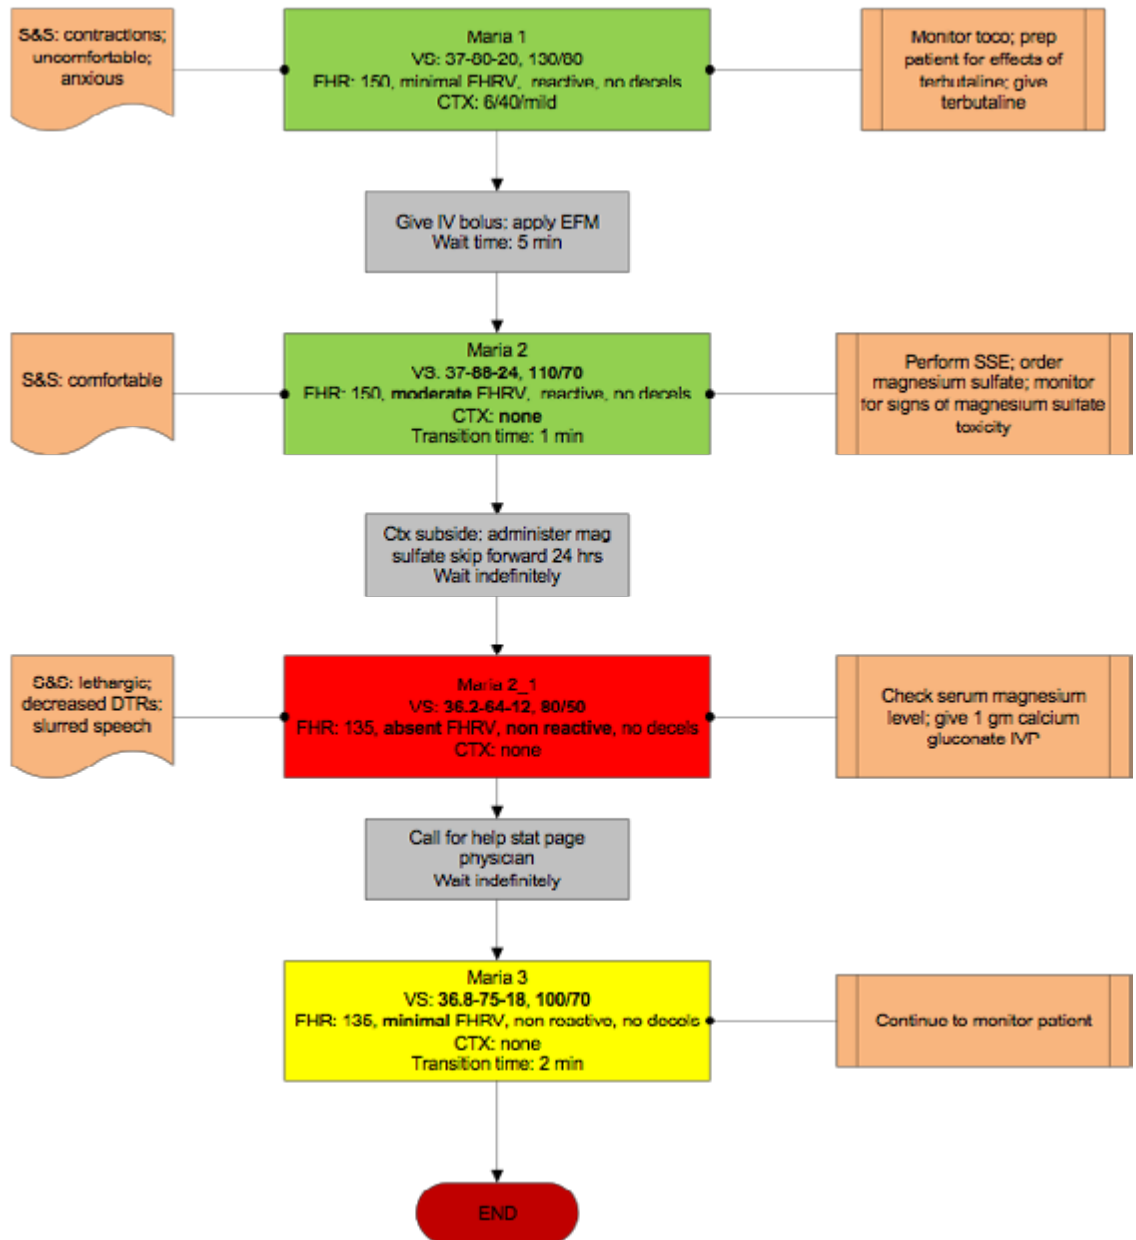 S&S: contractions;
uncomfortable;
anxious
Maria 1
VS: 37-80-20, 130/80
FHR: 150, minimal FHRV, reactive, no decels
CTX: 6/40/mild
Monitor toco; prep
patient for effects of
terbutaline; give
terbutaline
Give IV bolus; apply EFM
Wait time: 5 min
S&S: comfortable
Maria 2
VS: 37-88-24, 110/70
FHR: 150, moderate FHRV, reactive, no decels
CTX: none
Transition time: 1 min
Perform SSE; order
magnesium sulfate; monitor
for signs of magnesium sulfate
toxicity
Ctx subside; administer mag
sulfate skip forward 24 hrs
Wait indefinitely
S&S: lethargic;
decreased DTRs;
slurred speech
Maria 2_1
VS: 36.2-64-12, 80/50
FHR: 135, absent FHRV, non reactive, no decels
CTX: none
Check serum magnesium
level; give 1 gm calcium
gluconate IVP
Call for help stat page
physician
Wait indefinitely
Maria 3
VS: 36.8-75-18, 100/70
FHR: 135, minimal FHRV, non reactive, no decels
CTX: none
Transition time: 2 min
Continue to monitor patient
END